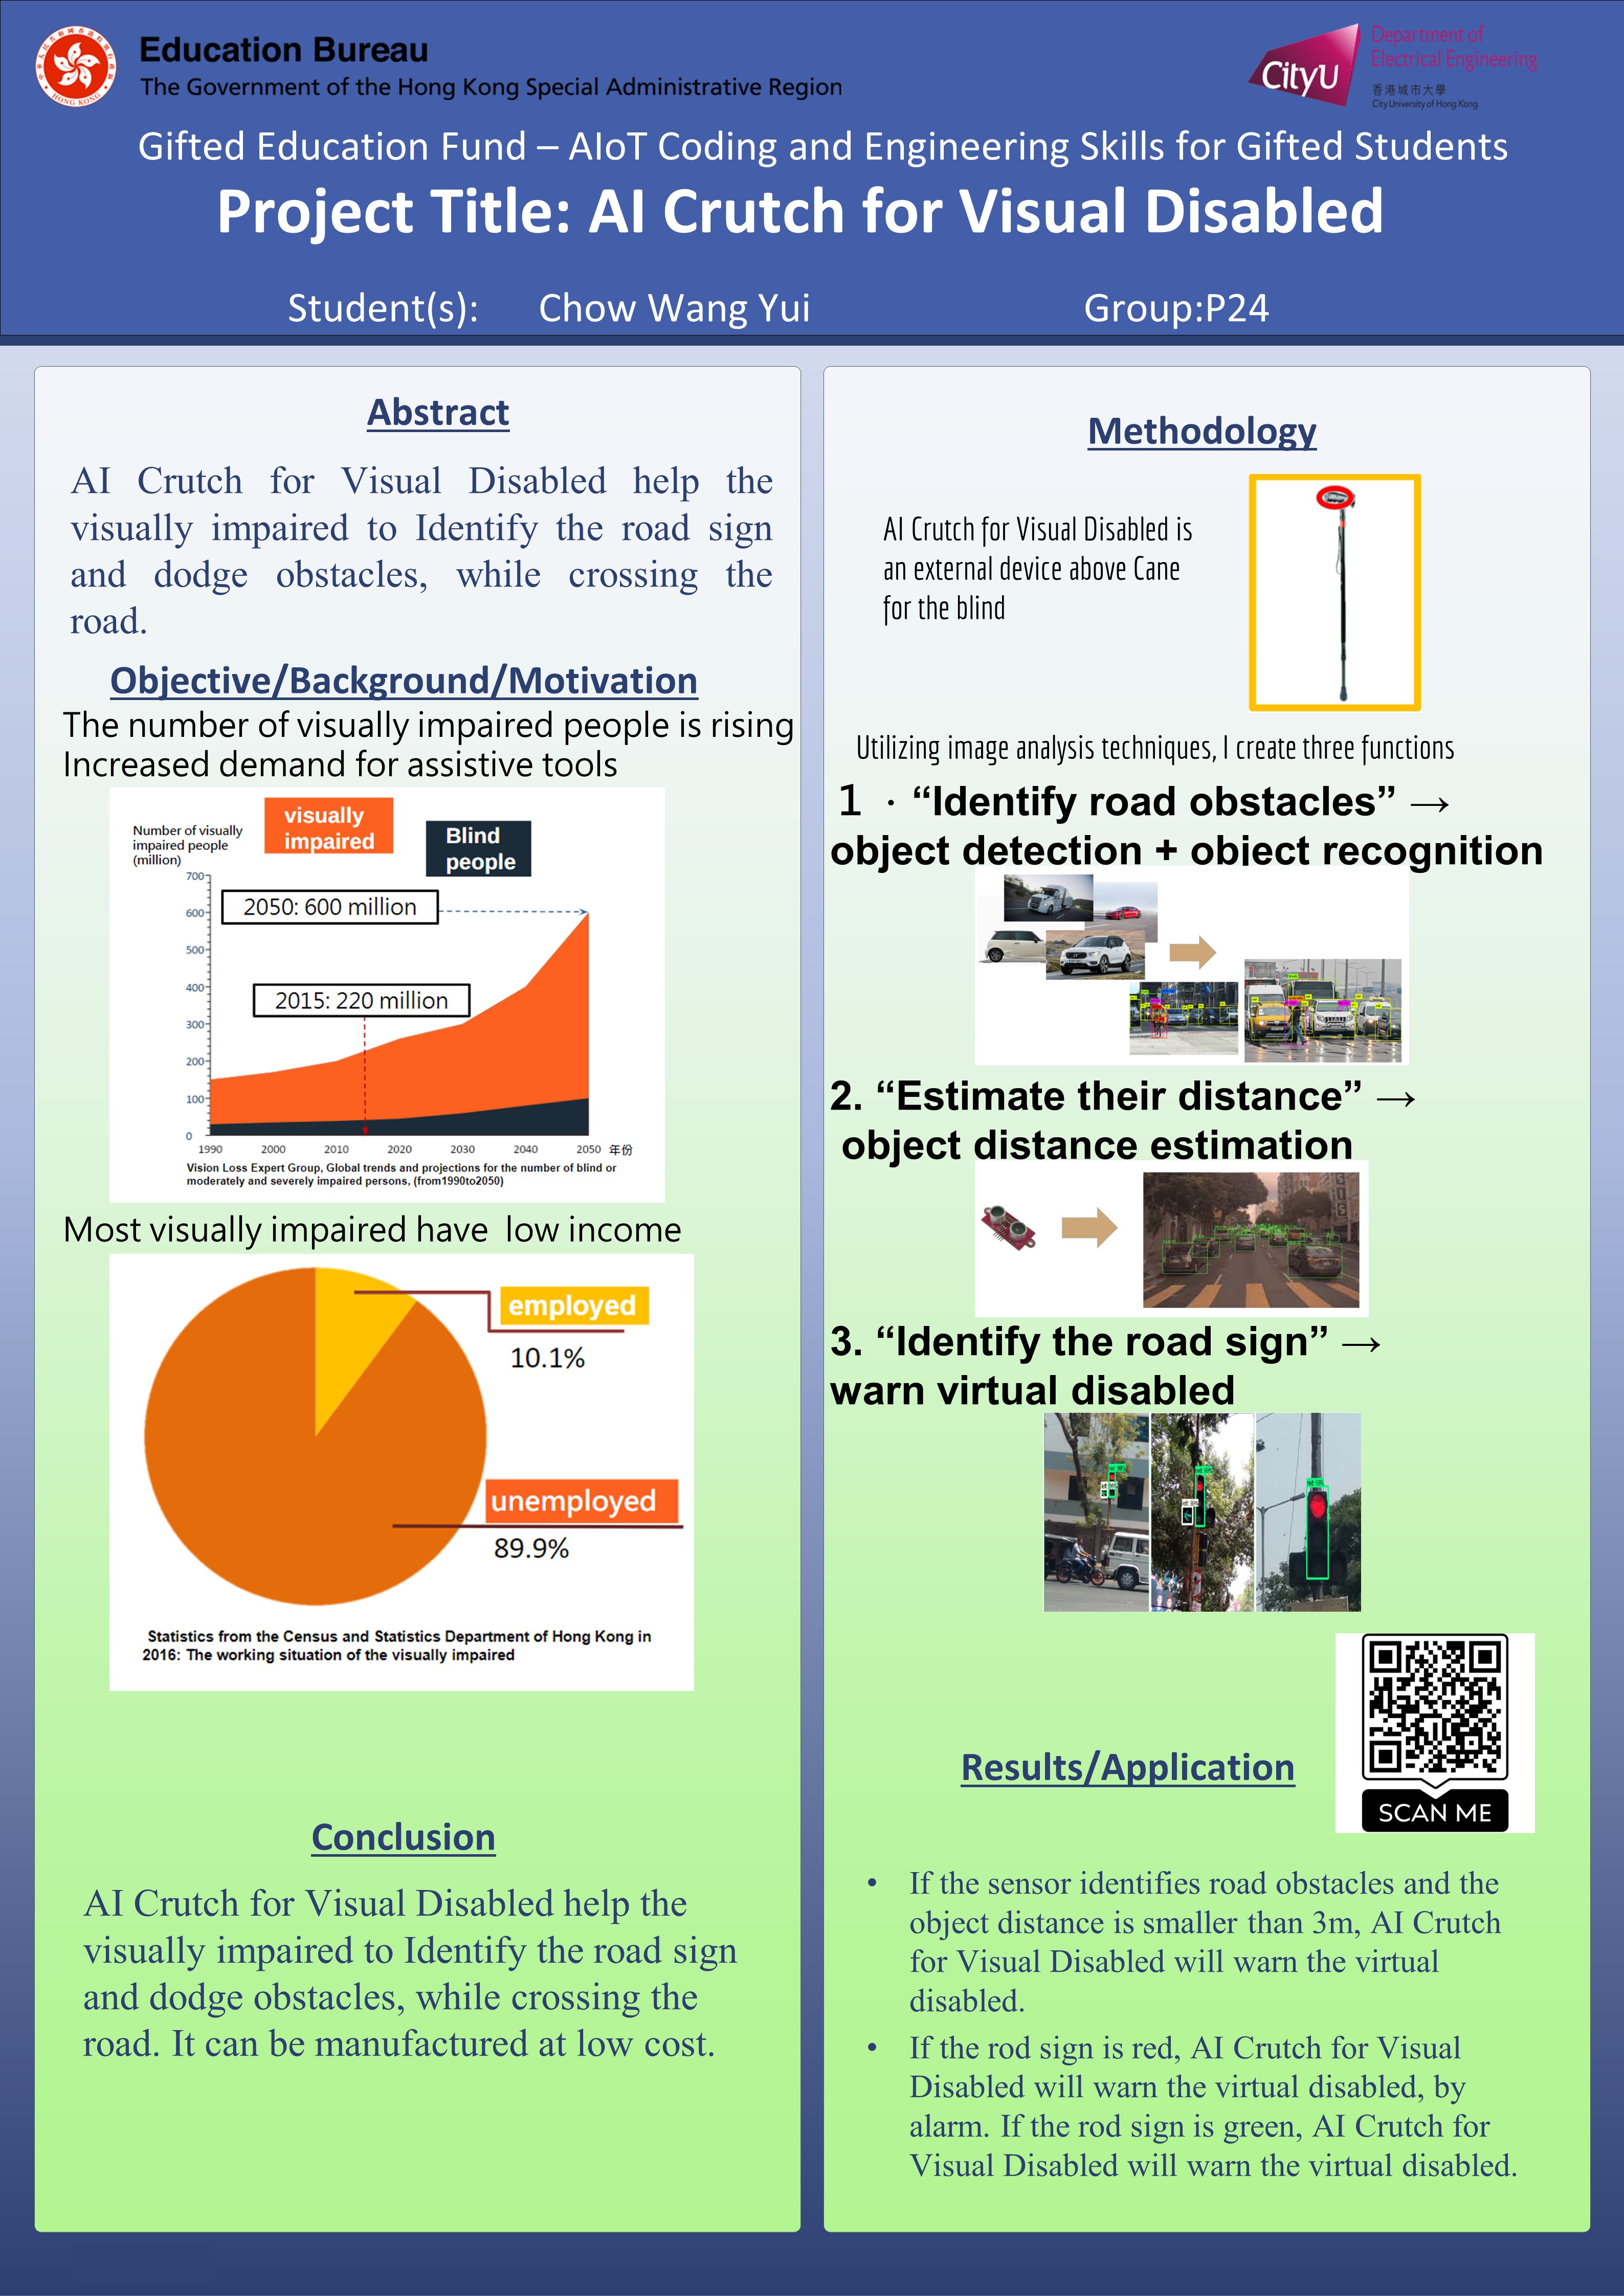 Education Bureau
The Government of the Hong Kong Special Administrative Region
CityU
Department of
Electrical Engineering
香港城市大學
City University of Hong Kong
Gifted Education Fund – AIoT Coding and Engineering Skills for Gifted Students
Project Title: AI Crutch for Visual Disabled
Student(s): Chow Wang Yui Group:P24
Abstract
AI Crutch for Visual Disabled help the
visually impaired to Identify the road sign
and dodge obstacles, while crossing the
road.
Objective/Background/Motivation
The number of visually impaired people is rising
Increased demand for assistive tools
Number of visually
impaired people
(million)
visually
impaired
Blind
people
700
600
500
400
300
200
100
0
2050: 600 million
2015: 220 million
1990 2000 2010 2020 2030 2040 2050 年份
Vision Loss Expert Group, Global trends and projections for the number of blind or
moderately and severely impaired persons, (from1990to2050)
Most visually impaired have low income
employed
10.1%
unemployed
89.9%
Statistics from the Census and Statistics Department of Hong Kong in
2016: The working situation of the visually impaired
Conclusion
AI Crutch for Visual Disabled help the
visually impaired to Identify the road sign
and dodge obstacles, while crossing the
road. It can be manufactured at low cost.
Methodology
AI Crutch for Visual Disabled is
an external device above Cane
for the blind
Utilizing image analysis techniques, I create three functions
1 · “Identify road obstacles” →
object detection + object recognition
2. “Estimate their distance” →
object distance estimation
3. “Identify the road sign” →
warn virtual disabled
SCAN ME
Results/Application
• If the sensor identifies road obstacles and the
object distance is smaller than 3m, AI Crutch
for Visual Disabled will warn the virtual
disabled.
• If the rod sign is red, AI Crutch for Visual
Disabled will warn the virtual disabled, by
alarm. If the rod sign is green, AI Crutch for
Visual Disabled will warn the virtual disabled.